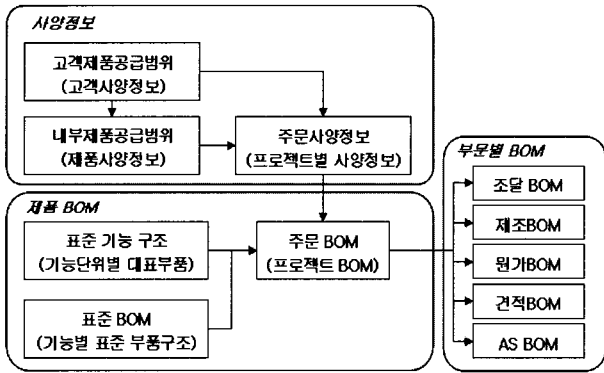 사양정보
고객제품공급범위
(고객사양정보)
내부제품공급범위
(제품사양정보)
주문사양정보
(프로젝트별 사양정보)
제품 BOM
표준 기능 구조
(기능단위별 대표부품)
표준 BOM
(기능별 표준 부품구조)
주문 BOM
(프로젝트 BOM)
부문별 BOM
조달 BOM
제조BOM
원가BOM
견적BOM
AS BOM